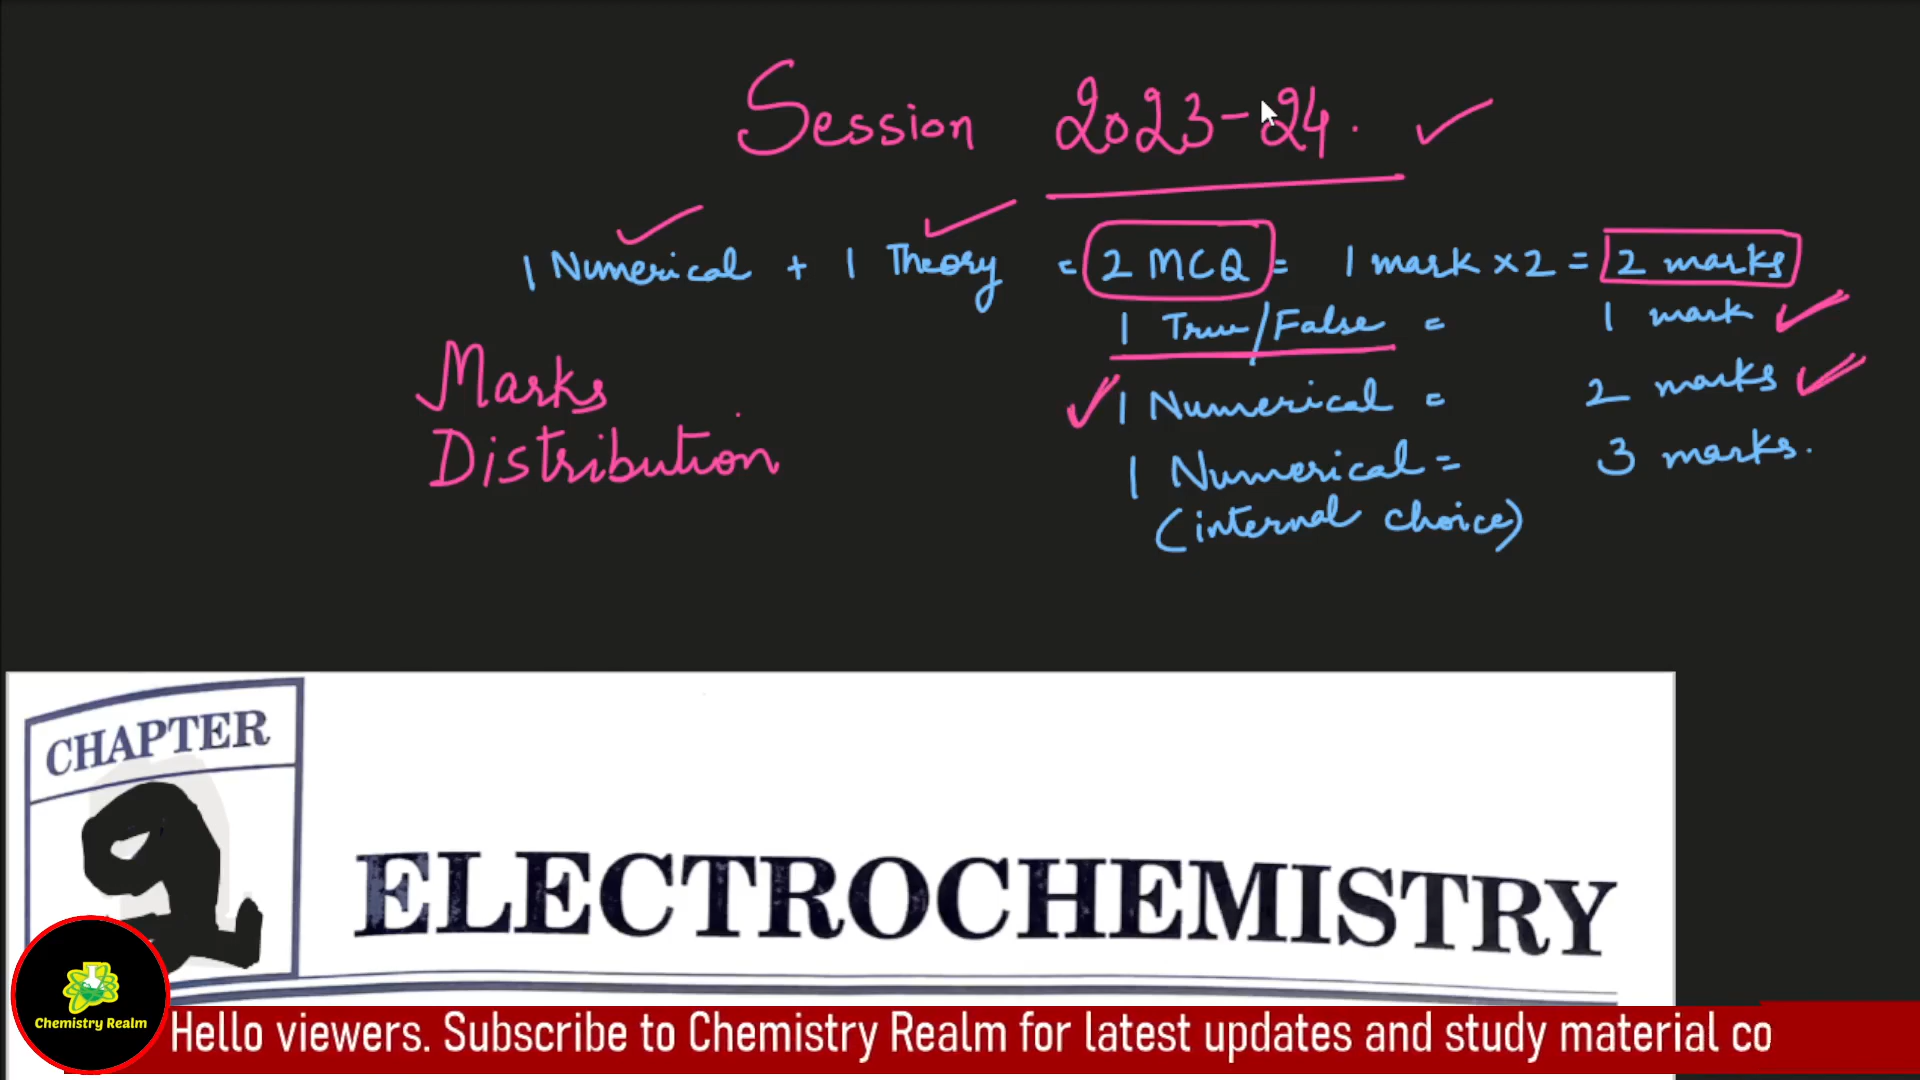 Session 2023-24.
1 Numerical + 1 Theory = 2 MCQ = 1 mark x 2 = 2 marks
1 True/False = 1 mark
Marks
Distribution
1 Numerical = 2 marks
1 Numerical = 3 marks.
(internal choice)
CHAPTER
2
ELECTROCHEMISTRY
Chemistry Realm
Hello viewers. Subscribe to Chemistry Realm for latest updates and study material co